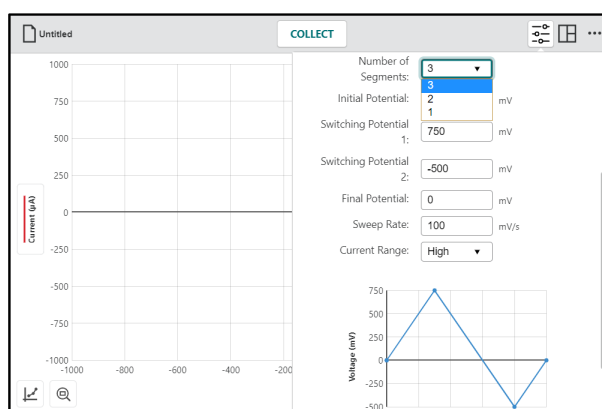 Untitled
COLLECT
Number of
Segments:
3
3
2
1
Initial Potential:
mV
Switching Potential
1:
750
mV
Switching Potential
2:
-500
mV
Final Potential:
0
mV
Sweep Rate:
100
mV/s
Current Range:
High
1000
750
500
250
0
-250
-500
-750
-1000
Current (µA)
-1000
-800
-600
-400
-200
750
500
250
0
-250
-500
Voltage (mV)